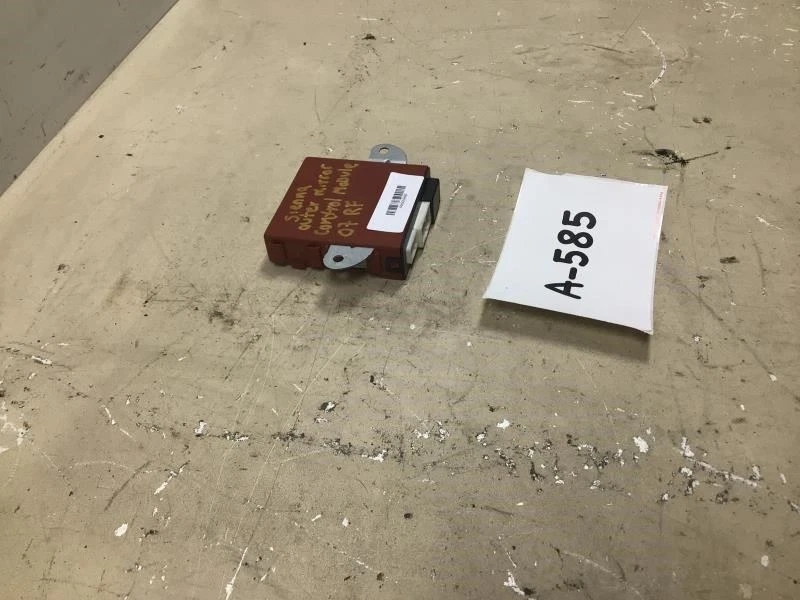 Sienna
outer mirror
Control Module
07 RF
A-585